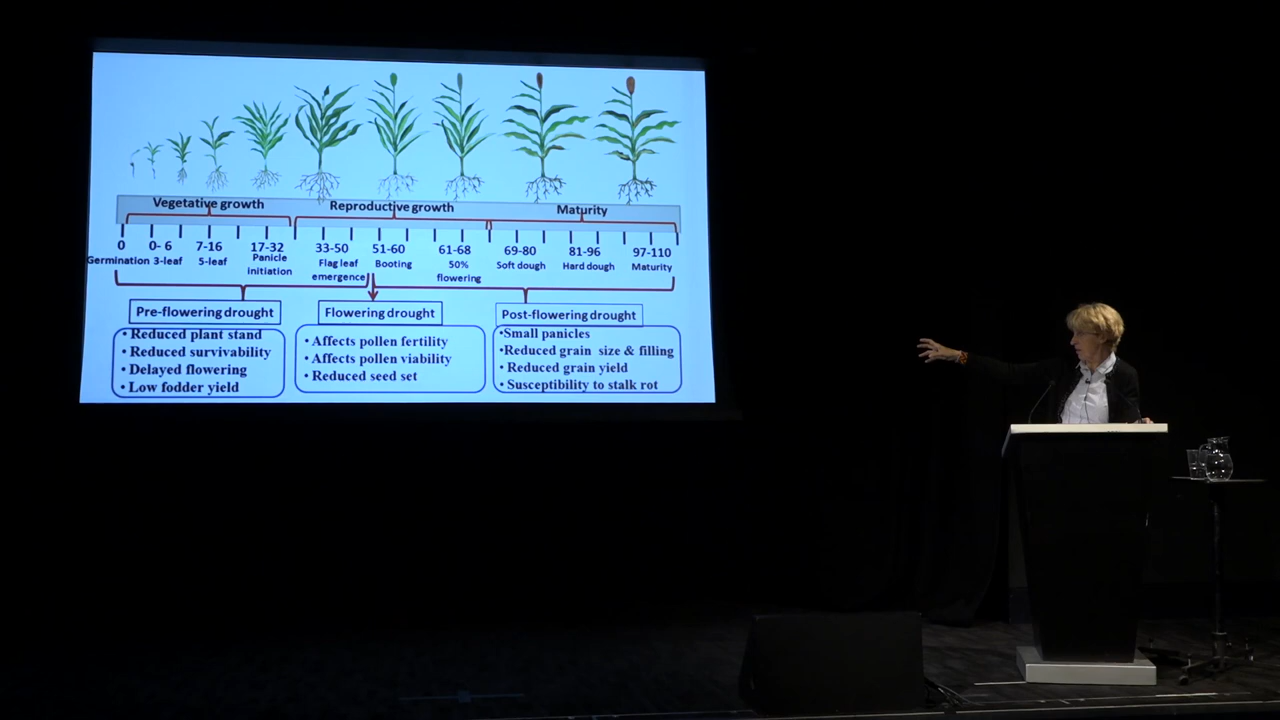 Vegetative growth
Reproductive growth
Maturity
0 0- 6 7-16 17-32 33-50 51-60 61-68 69-80 81-96 97-110
Germination 3-leaf 5-leaf Panicle initiation Flag leaf emergence Booting 50% flowering Soft dough Hard dough Maturity
Pre-flowering drought
• Reduced plant stand
• Reduced survivability
• Delayed flowering
• Low fodder yield
Flowering drought
• Affects pollen fertility
• Affects pollen viability
• Reduced seed set
Post-flowering drought
•Small panicles
•Reduced grain size & filling
• Reduced grain yield
• Susceptibility to stalk rot